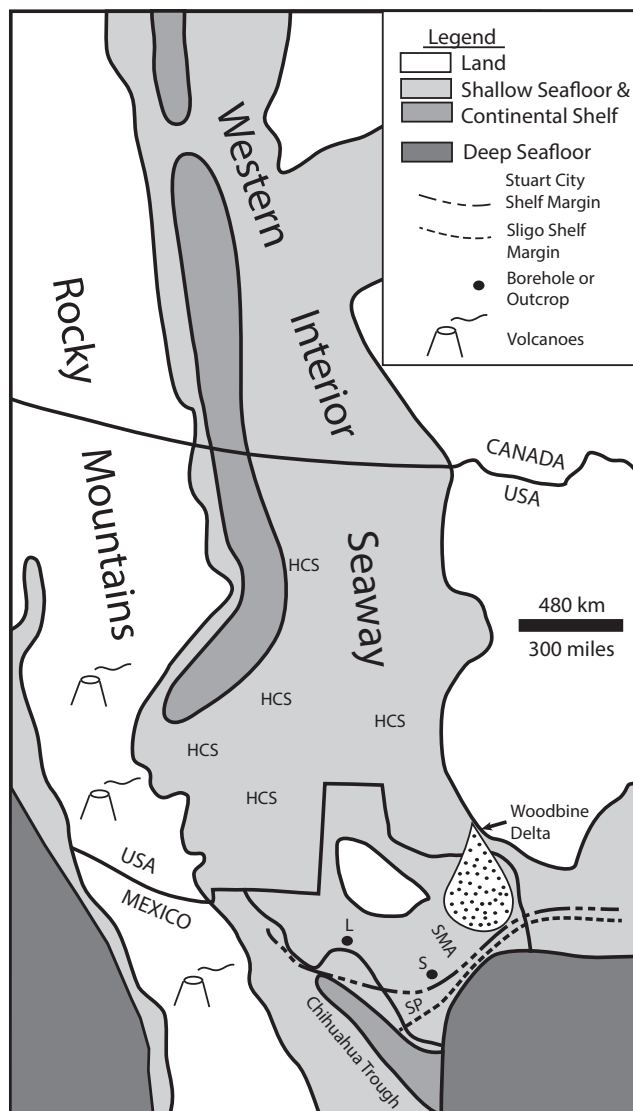 Legend
Land
Shallow Seafloor &
Continental Shelf
Deep Seafloor
Stuart City
Shelf Margin
Sligo Shelf
Margin
Borehole or
Outcrop
Volcanoes
Western
Interior
Seaway
Rocky
Mountains
CANADA
USA
HCS
480 km
300 miles
HCS
HCS
HCS
HCS
Woodbine
Delta
USA
MEXICO
L
SMA
S
SP
Chihuahua Trough